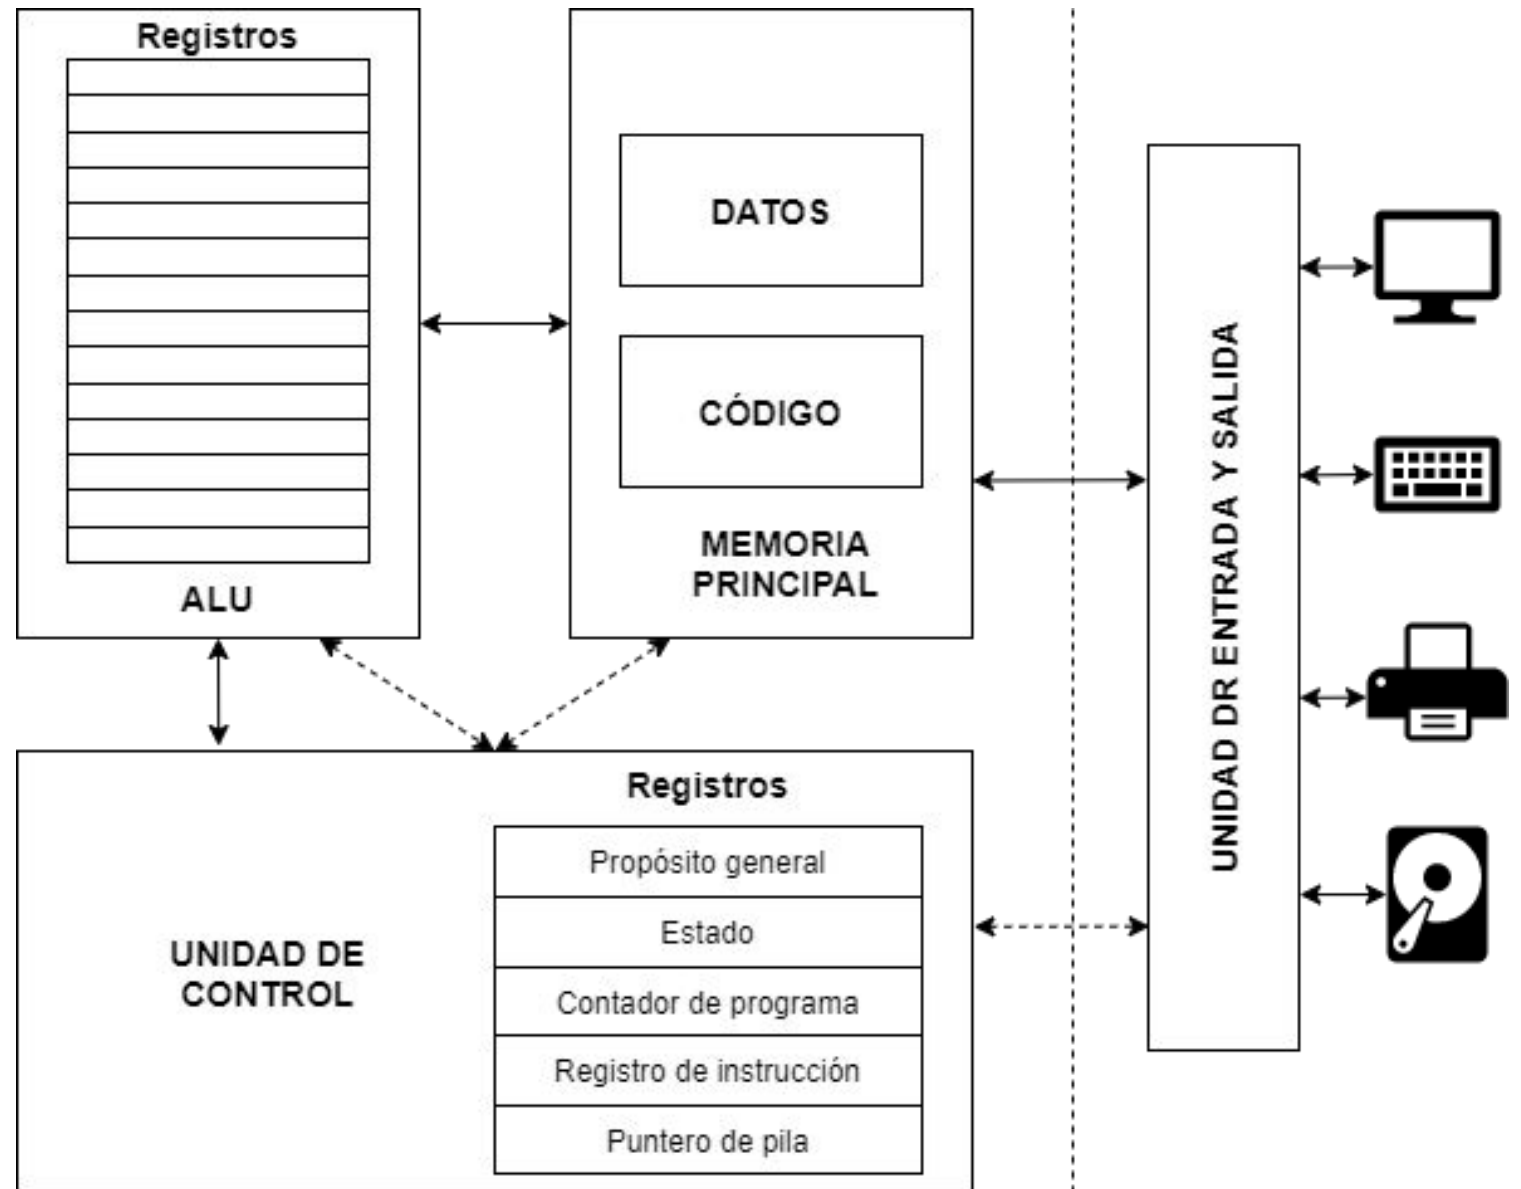 Registros
ALU
DATOS
CÓDIGO
MEMORIA
PRINCIPAL
UNIDAD DE
CONTROL
Registros
Propósito general
Estado
Contador de programa
Registro de instrucción
Puntero de pila
UNIDAD DR ENTRADA Y SALIDA